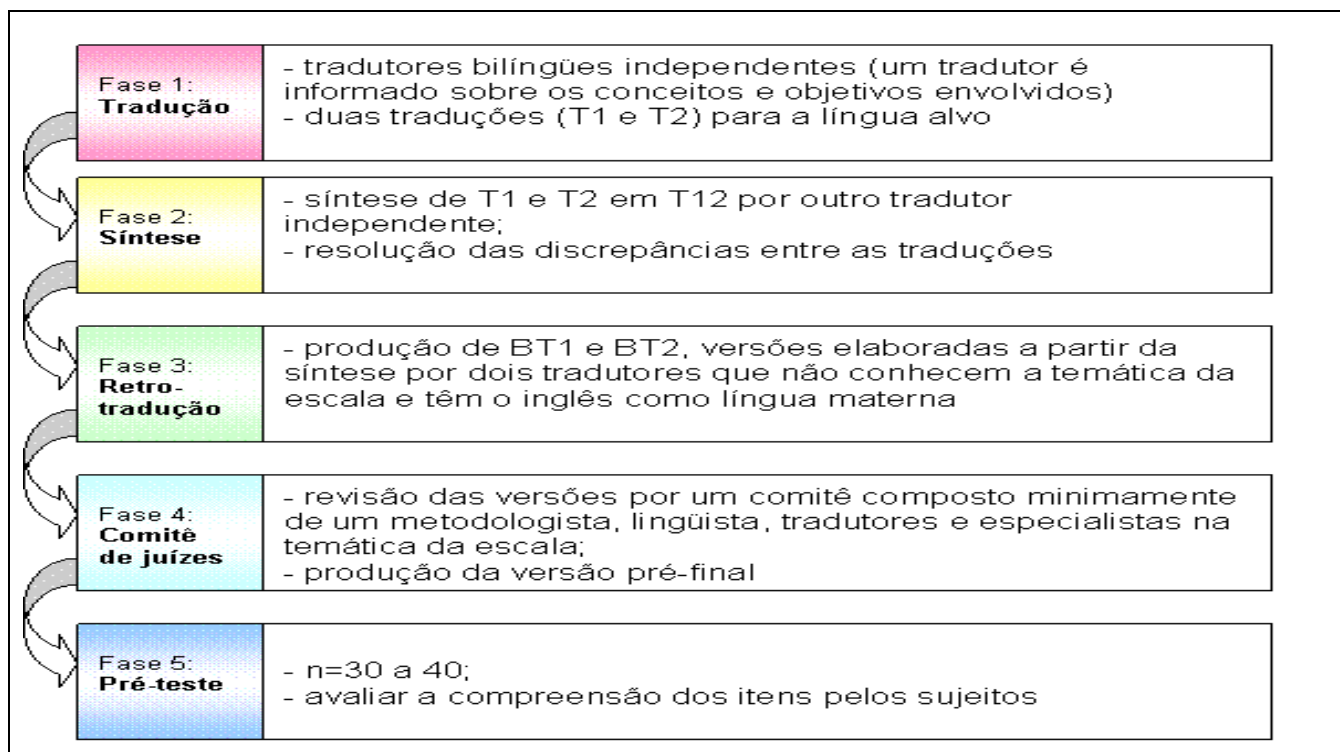 Fase 1:
Tradução
- tradutores bilíngües independentes (um tradutor é
informado sobre os conceitos e objetivos envolvidos)
- duas traduções (T1 e T2) para a língua alvo
Fase 2:
Síntese
- síntese de T1 e T2 em T12 por outro tradutor
independente;
- resolução das discrepâncias entre as traduções
Fase 3:
Retro-
tradução
- produção de BT1 e BT2, versões elaboradas a partir da
síntese por dois tradutores que não conhecem a temática da
escala e têm o inglês como língua materna
Fase 4:
Comitê
de juízes
- revisão das versões por um comitê composto minimamente
de um metodologista, lingüista, tradutores e especialistas na
temática da escala;
- produção da versão pré-final
Fase 5:
Pré-teste
- n=30 a 40;
- avaliar a compreensão dos itens pelos sujeitos